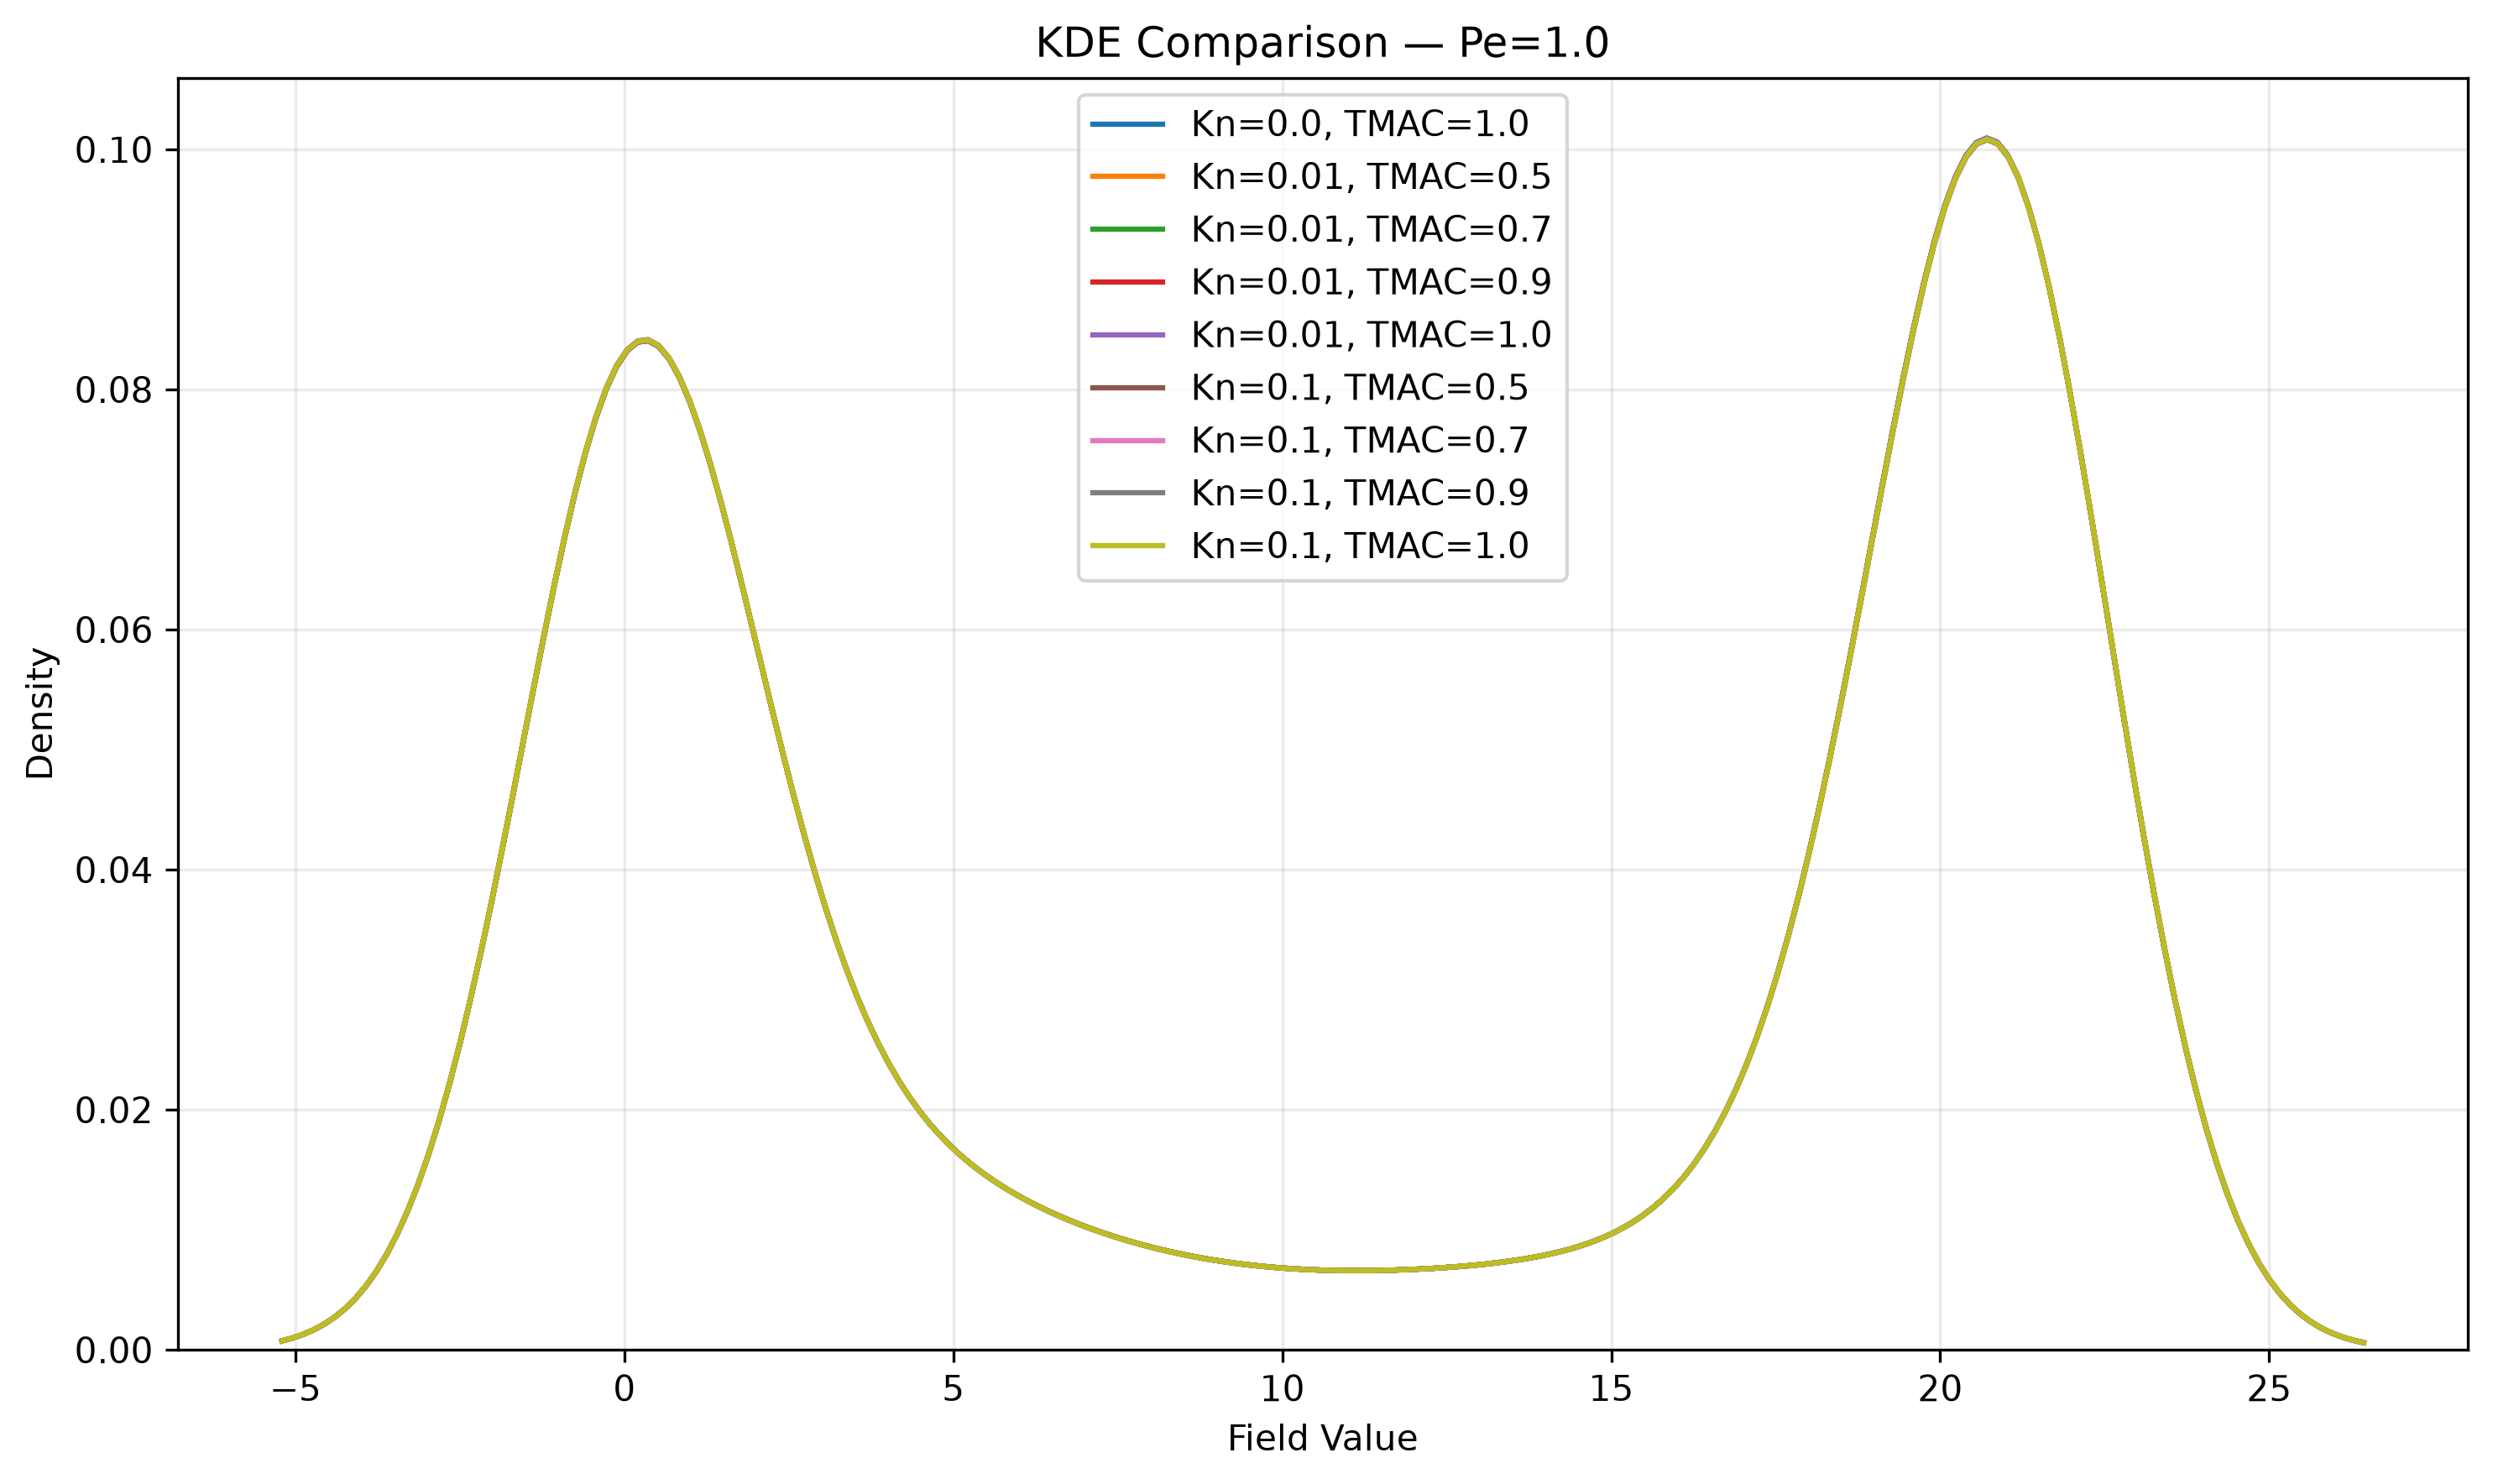 KDE Comparison — Pe=1.0
Kn=0.0, TMAC=1.0
Kn=0.01, TMAC=0.5
Kn=0.01, TMAC=0.7
Kn=0.01, TMAC=0.9
Kn=0.01, TMAC=1.0
Kn=0.1, TMAC=0.5
Kn=0.1, TMAC=0.7
Kn=0.1, TMAC=0.9
Kn=0.1, TMAC=1.0
Density
0.10
0.08
0.06
0.04
0.02
0.00
−5 0 5 10 15 20 25
Field Value